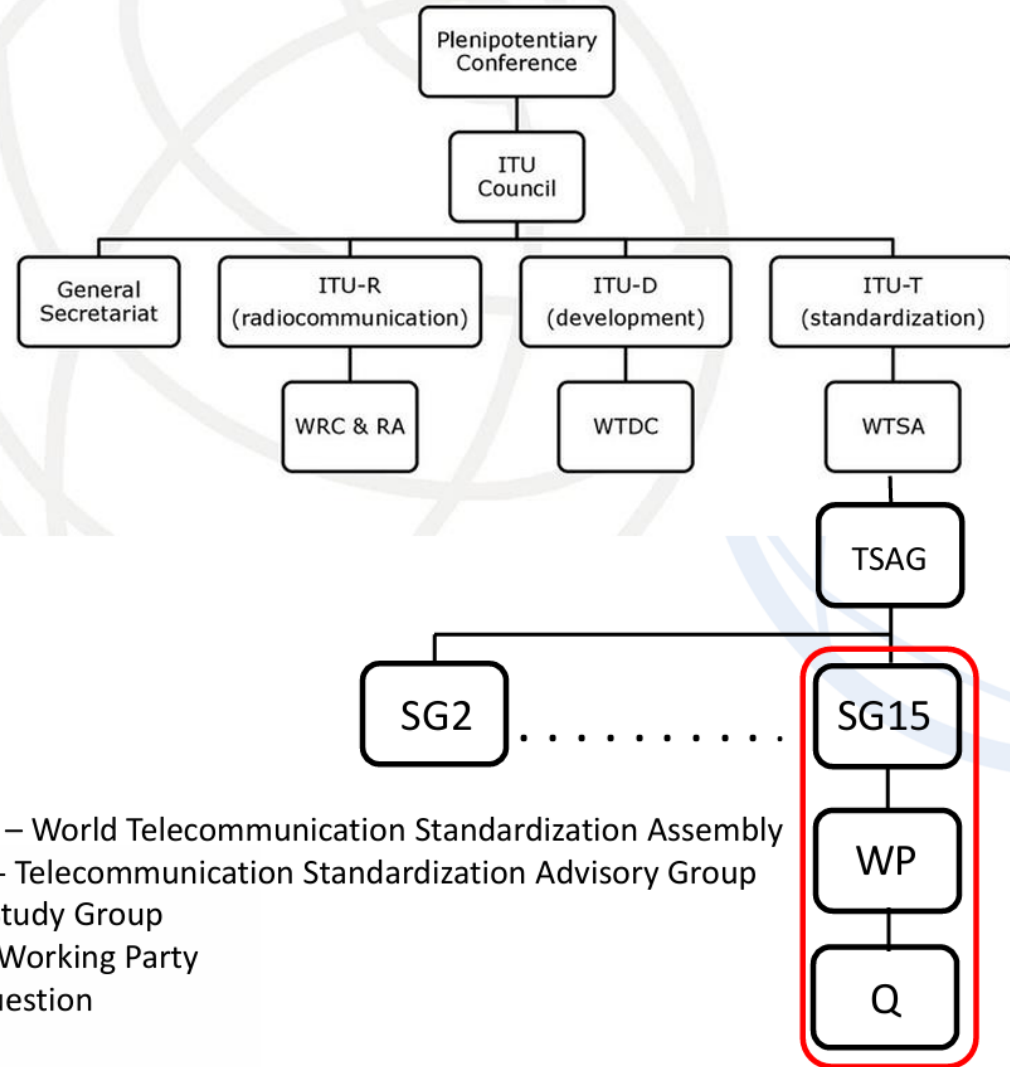 Plenipotentiary
Conference
ITU
Council
General
Secretariat
ITU-R
(radiocommunication)
ITU-D
(development)
ITU-T
(standardization)
WRC & RA
WTDC
WTSA
TSAG
SG2
SG15
WP
Q
– World Telecommunication Standardization Assembly
- Telecommunication Standardization Advisory Group
tudy Group
Working Party
uestion